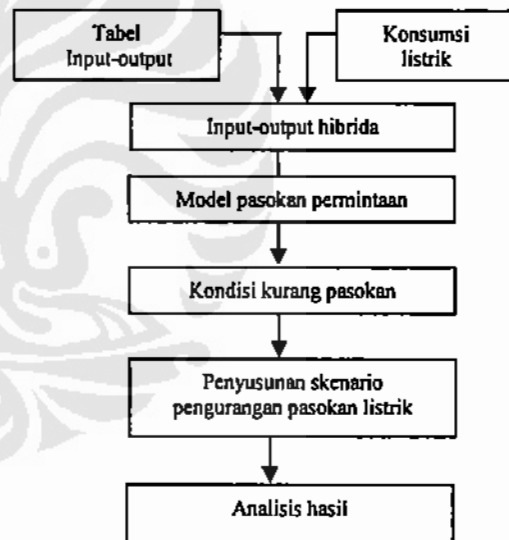 Tabel
Input-output
Konsumsi
listrik
Input-output hibrida
Model pasokan permintaan
Kondisi kurang pasokan
Penyusunan skenario
pengurangan pasokan listrik
Analisis hasil